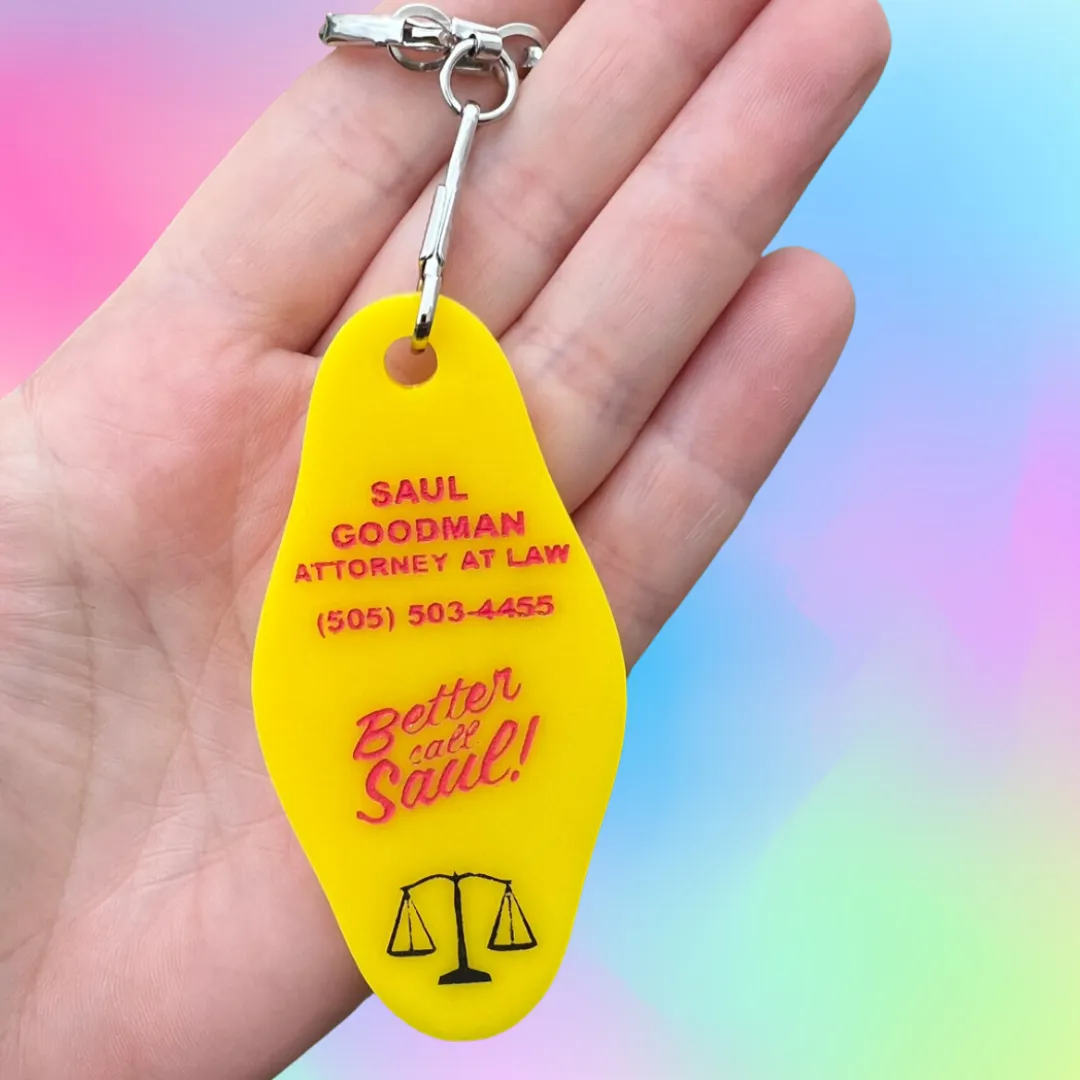 SAUL
GOODMAN
ATTORNEY AT LAW
(505) 503-4455
Better
call
Saul!